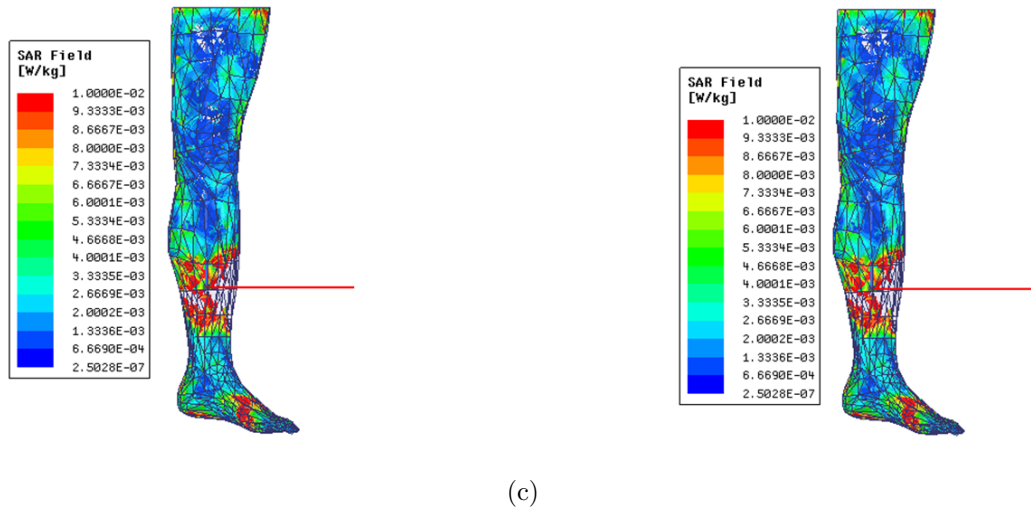 SAR Field
[W/kg]
1.0000E-02
9.3333E-03
8.6667E-03
8.0000E-03
7.3334E-03
6.6667E-03
6.0001E-03
5.3334E-03
4.6668E-03
4.0001E-03
3.3335E-03
2.6669E-03
2.0002E-03
1.3336E-03
6.6690E-04
2.5028E-07
SAR Field
[W/kg]
1.0000E-02
9.3333E-03
8.6667E-03
8.0000E-03
7.3334E-03
6.6667E-03
6.0001E-03
5.3334E-03
4.6668E-03
4.0001E-03
3.3335E-03
2.6669E-03
2.0002E-03
1.3336E-03
6.6690E-04
2.5028E-07
(c)